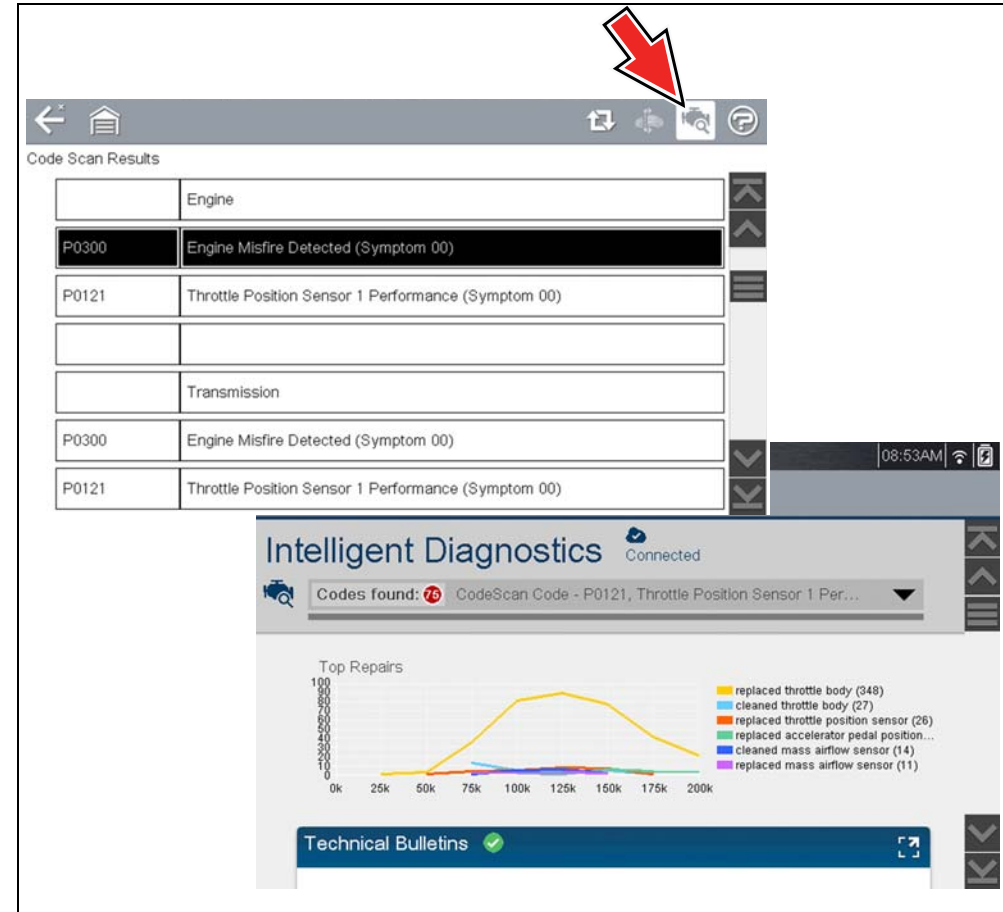 Code Scan Results
Engine
P0300 Engine Misfire Detected (Symptom 00)
P0121 Throttle Position Sensor 1 Performance (Symptom 00)
Transmission
P0300 Engine Misfire Detected (Symptom 00)
P0121 Throttle Position Sensor 1 Performance (Symptom 00)
08:53AM
Intelligent Diagnostics Connected
Codes found: 75 CodeScan Code - P0121, Throttle Position Sensor 1 Per...
Top Repairs
100
90
80
70
60
50
40
30
20
10
0
0k 25k 50k 75k 100k 125k 150k 175k 200k
replaced throttle body (348)
cleaned throttle body (27)
replaced throttle position sensor (26)
replaced accelerator pedal position...
cleaned mass airflow sensor (14)
replaced mass airflow sensor (11)
Technical Bulletins